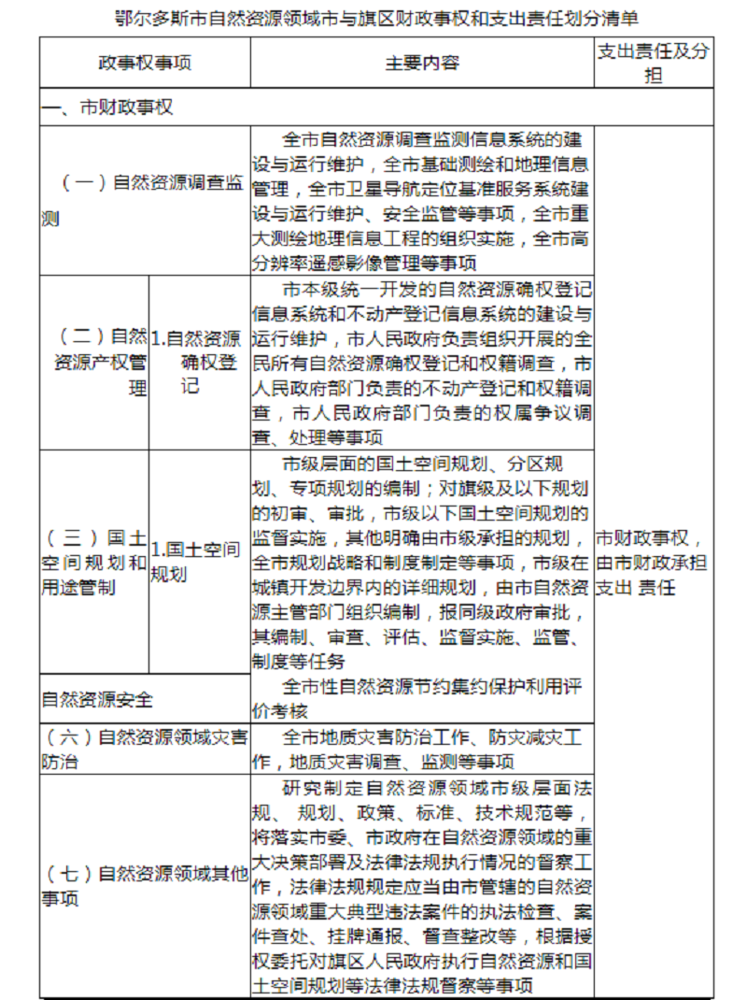 鄂尔多斯市自然资源领域市与旗区财政事权和支出责任划分清单
政事权事项
主要内容
支出责任及分
担
一、市财政事权
（一）自然资源调查监
测
全市自然资源调查监测信息系统的建
设与运行维护，全市基础测绘和地理信息
管理，全市卫星导航定位基准服务系统建
设与运行维护、安全监管等事项，全市重
大测绘地理信息工程的组织实施，全市高
分辨率遥感影像管理等事项
（二）自然
资源产权管
理
1.自然资源
确权登
记
市本级统一开发的自然资源确权登记
信息系统和不动产登记信息系统的建设与
运行维护，市人民政府负责组织开展的全
民所有自然资源确权登记和权籍调查，市
人民政府部门负责的不动产登记和权籍调
查，市人民政府部门负责的权属争议调
查、处理等事项
（三）国土
空间规划和
用途管制
1.国土空间
规划
市级层面的国土空间规划、分区规
划、专项规划的编制；对旗级及以下规划
的初审、审批，市级以下国土空间规划的
监督实施，其他明确由市级承担的规划，
全市规划战略和制度制定等事项，市级在
城镇开发边界内的详细规划，由市自然资
源主管部门组织编制，报同级政府审批，
其编制、审查、评估、监督实施、监管、
制度等任务
市财政事权，
由市财政承担
支出 责任
自然资源安全
全市性自然资源节约集约保护利用评
价考核
（六）自然资源领域灾害
防治
全市地质灾害防治工作、防灾减灾工
作，地质灾害调查、监测等事项
（七）自然资源领域其他
事项
研究制定自然资源领域市级层面法
规、 规划、政策、标准、技术规范等，
将落实市委、市政府在自然资源领域的重
大决策部署及法律法规执行情况的督察工
作，法律法规规定应当由市管辖的自然资
源领域重大典型违法案件的执法检查、案
件查处、挂牌通报、督查整改等，根据授
权委托对旗区人民政府执行自然资源和国
土空间规划等法律法规督察等事项